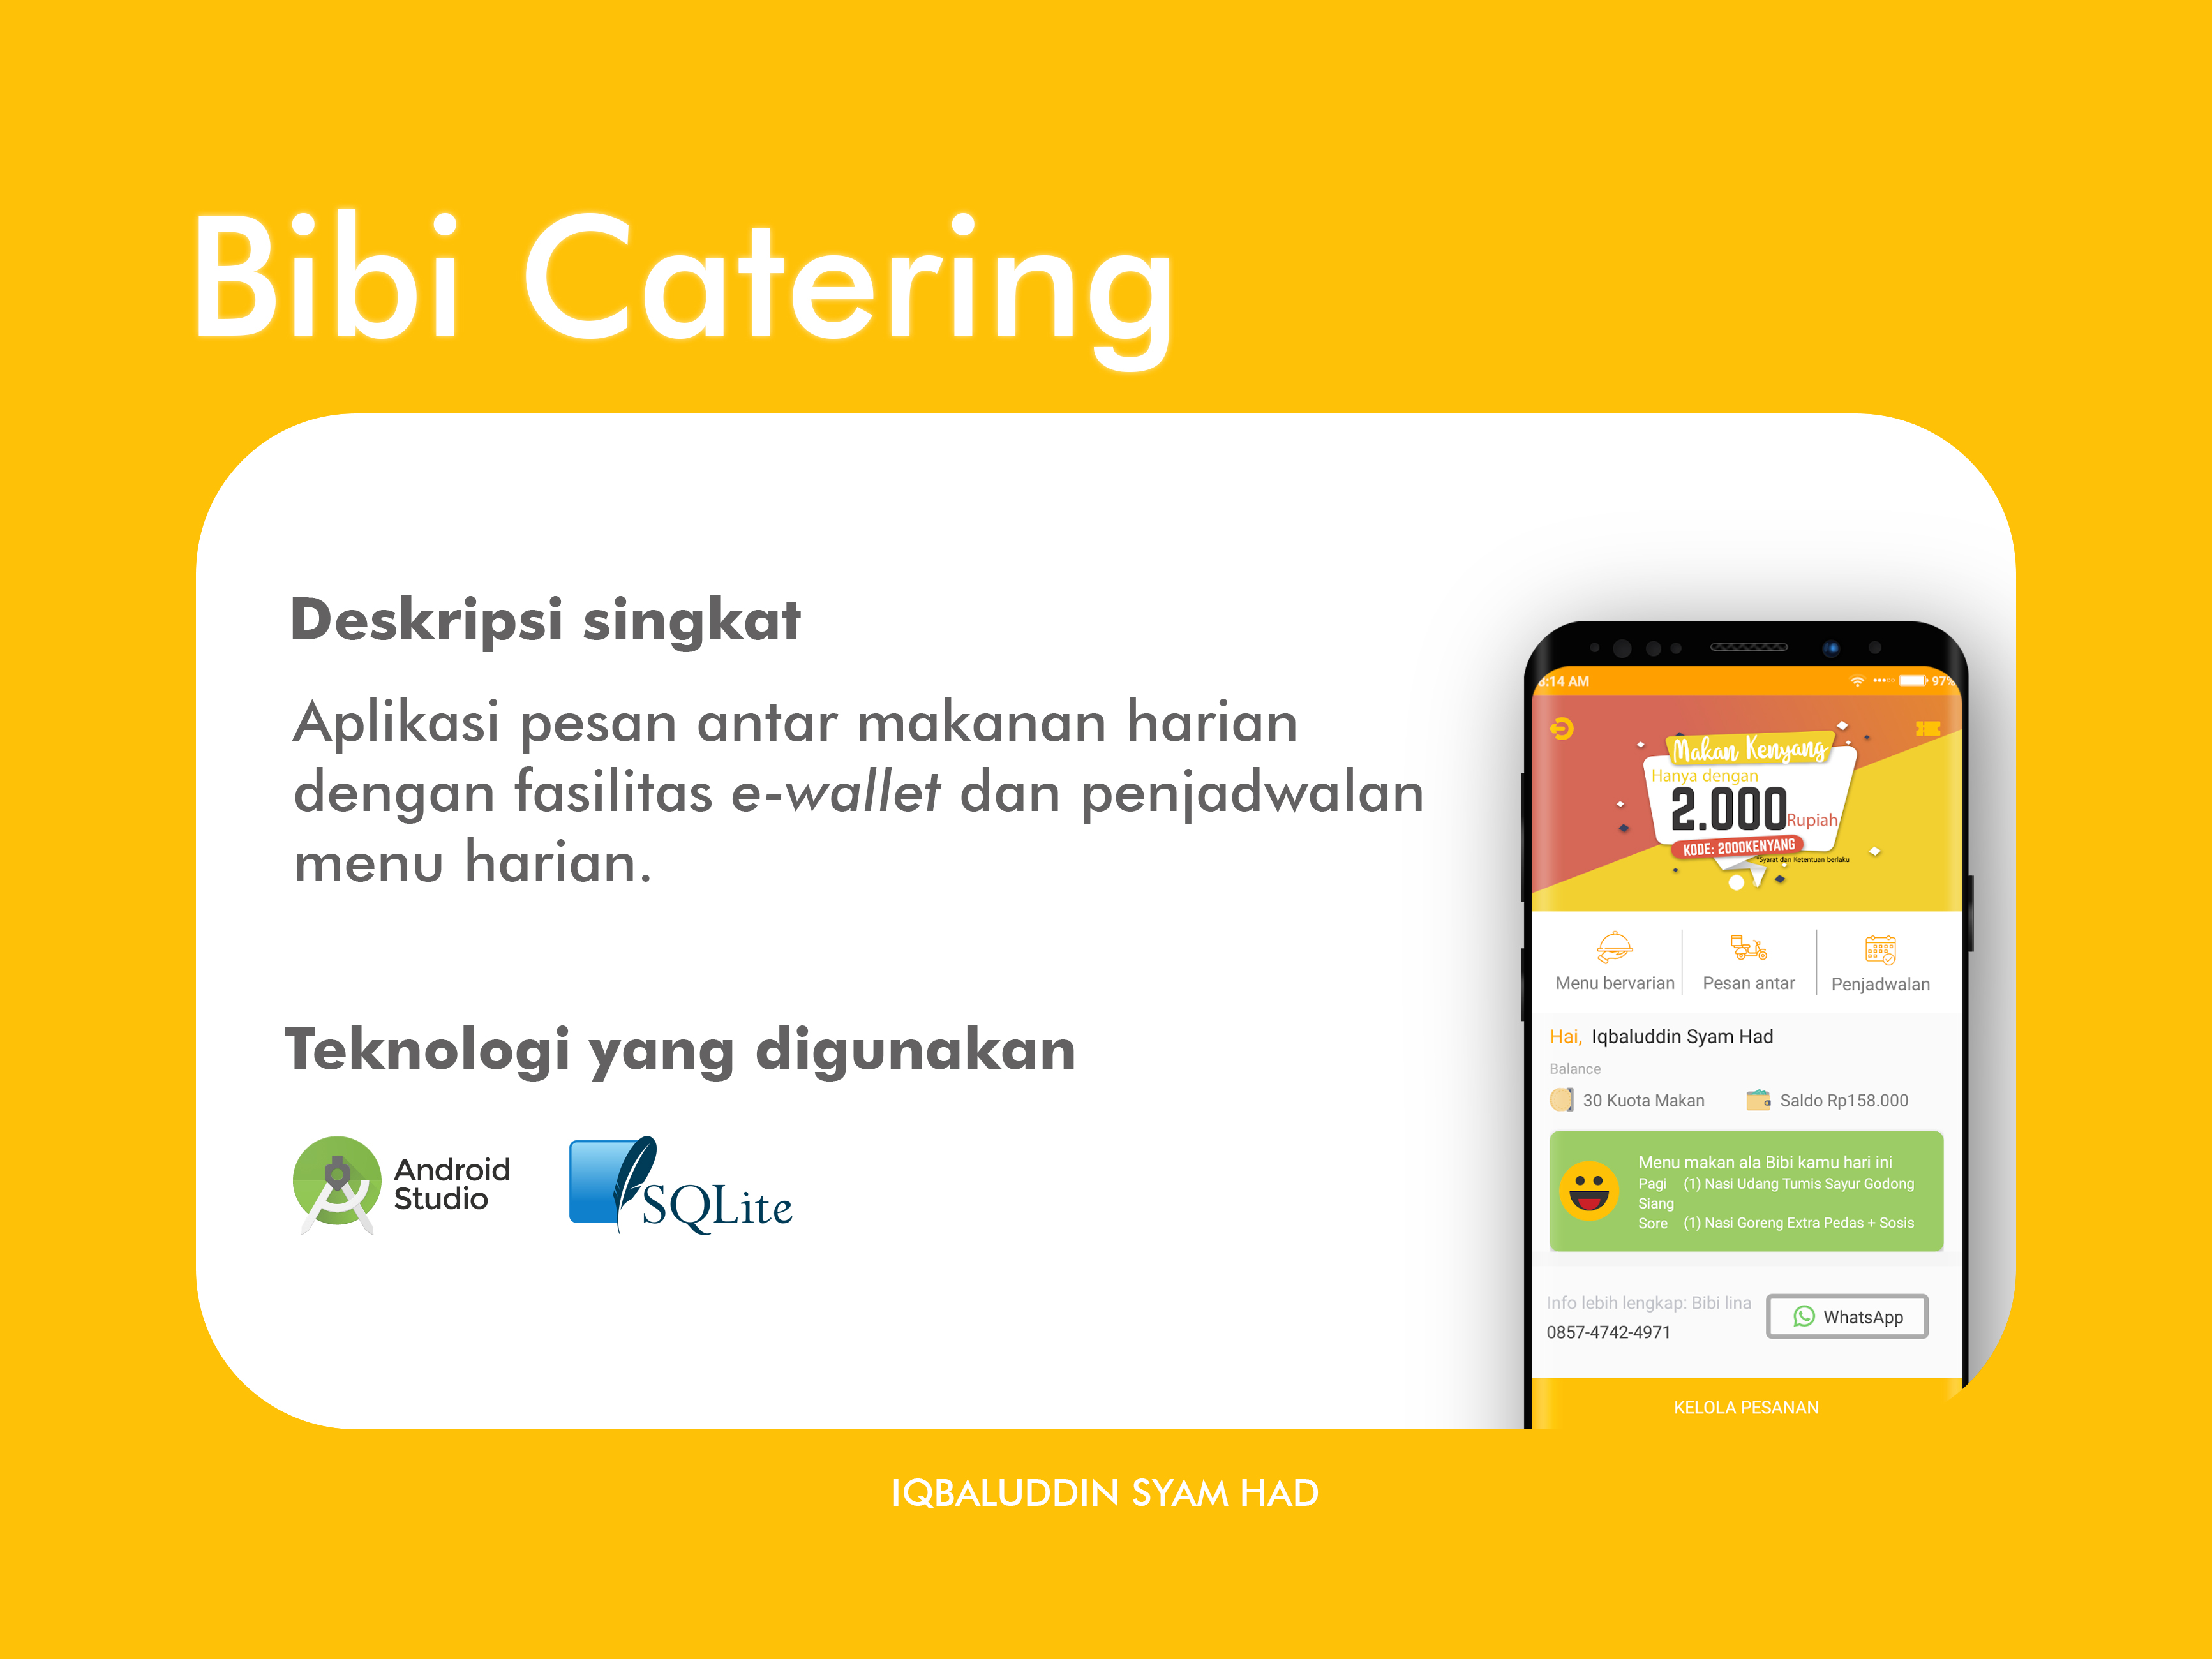 Bibi Catering
Deskripsi singkat
Aplikasi pesan antar makanan harian
dengan fasilitas e-wallet dan penjadwalan
menu harian.
Teknologi yang digunakan
Android
Studio
SQLite
8:14 AM
97%
Makan Kenyang
Hanya dengan
2.000 Rupiah
KODE: 2000KENYANG
*Syarat dan Ketentuan berlaku
Menu bervarian
Pesan antar
Penjadwalan
Hai, Iqbaluddin Syam Had
Balance
30 Kuota Makan
Saldo Rp158.000
Menu makan ala Bibi kamu hari ini
Pagi (1) Nasi Udang Tumis Sayur Godong
Siang
Sore (1) Nasi Goreng Extra Pedas + Sosis
Info lebih lengkap: Bibi lina
0857-4742-4971
WhatsApp
KELOLA PESANAN
IQBALUDDIN SYAM HAD